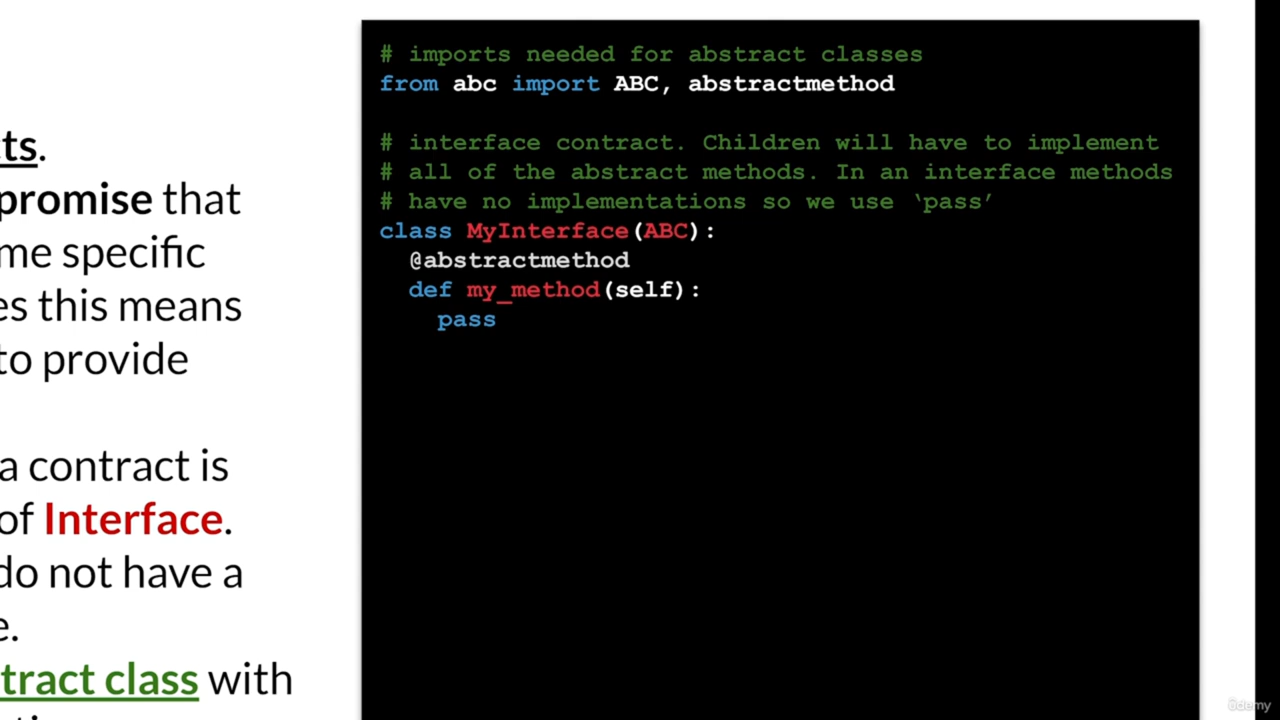 cts.
promise that
me specific
es this means
to provide
a contract is
of Interface.
do not have a
e.
tract class with
# imports needed for abstract classes
from abc import ABC, abstractmethod
# interface contract. Children will have to implement
# all of the abstract methods. In an interface methods
# have no implementations so we use ‘pass’
class MyInterface(ABC):
  @abstractmethod
  def my_method(self):
    pass
ûdemy